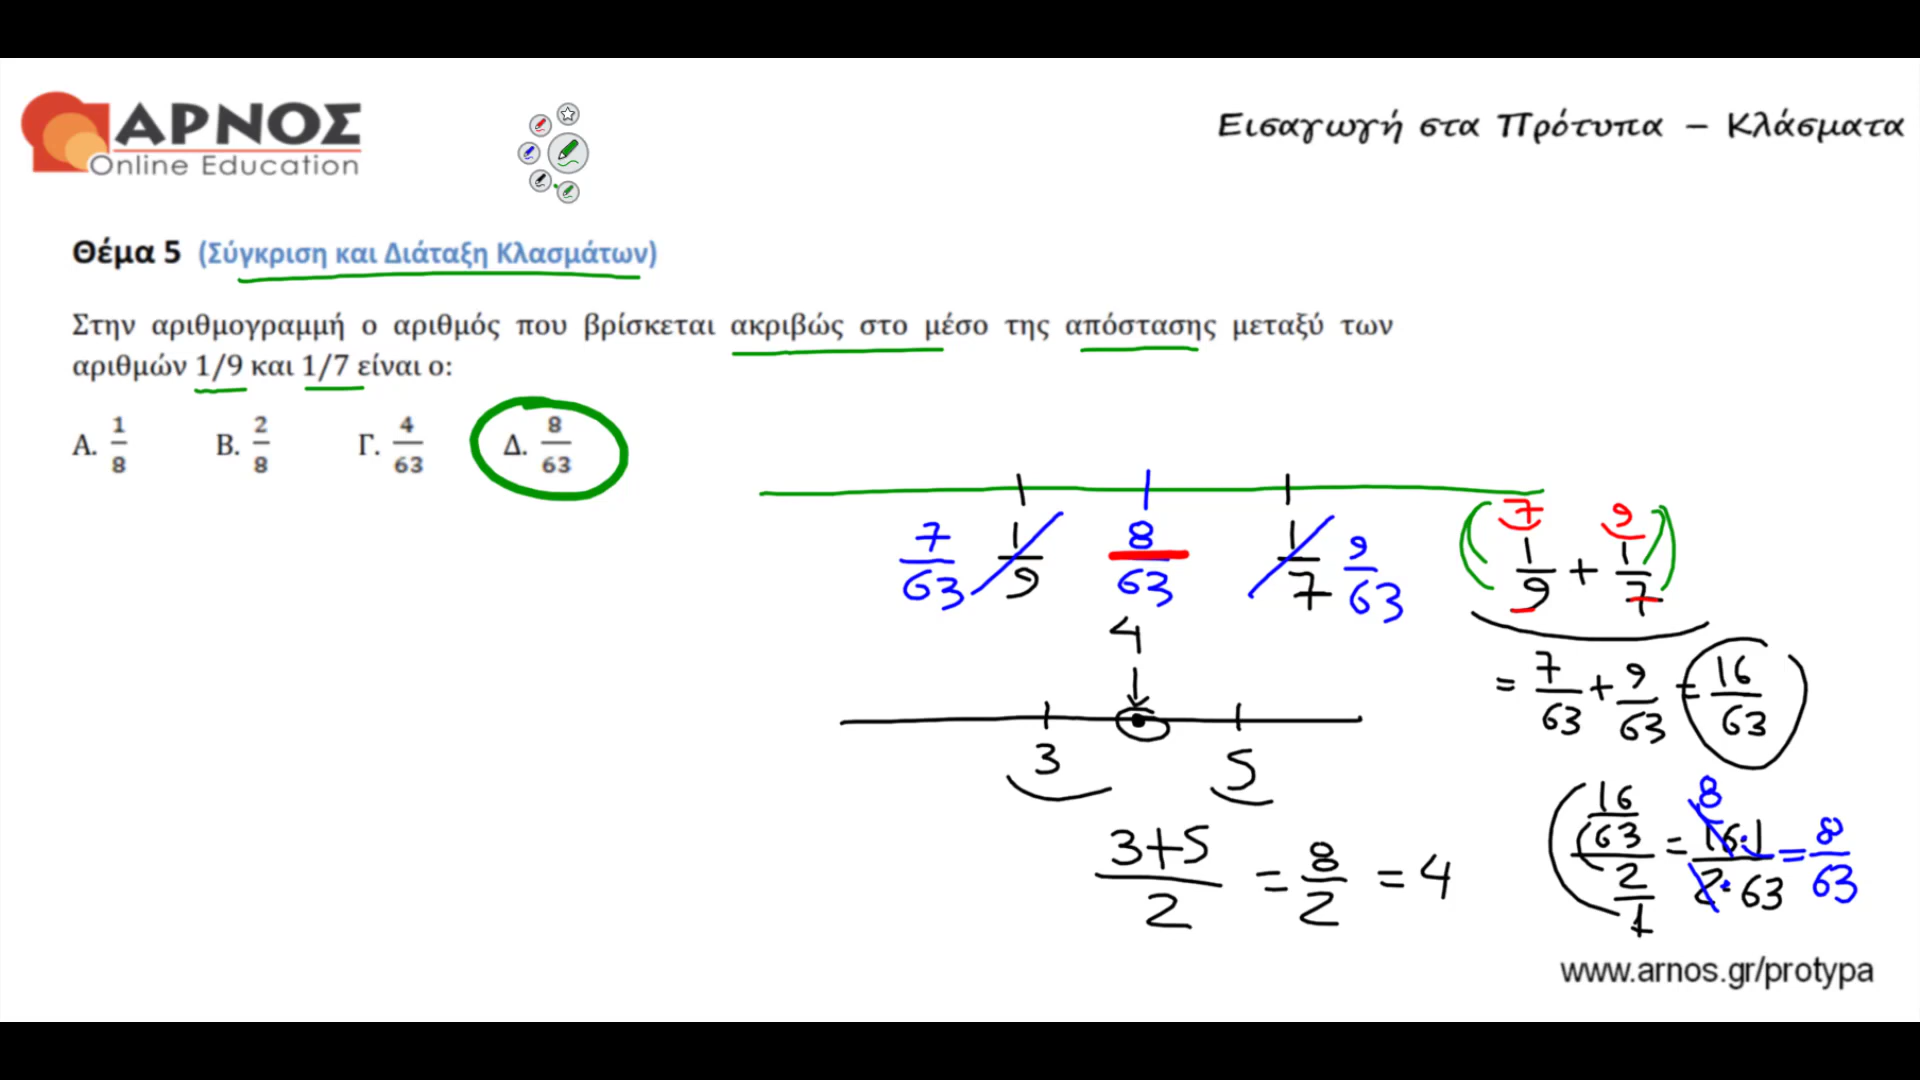 ΑΡΝΟΣ
Online Education
Εισαγωγή στα Πρότυπα – Κλάσματα
Θέμα 5 (Σύγκριση και Διάταξη Κλασμάτων)
Στην αριθμογραμμή ο αριθμός που βρίσκεται ακριβώς στο μέσο της απόστασης μεταξύ των
αριθμών 1/9 και 1/7 είναι ο:
Α. 1/8 Β. 2/8 Γ. 4/63 Δ. 8/63
7/63 1/9 8/63 1/7 9/63
4
3 5
(3+5)/2 = 8/2 = 4
7 9
(1/9 + 1/7)
= 7/63 + 9/63 = 16/63
8
(16/63)/(2/1) = (16·1)/(2·63) = 8/63
www.arnos.gr/protypa